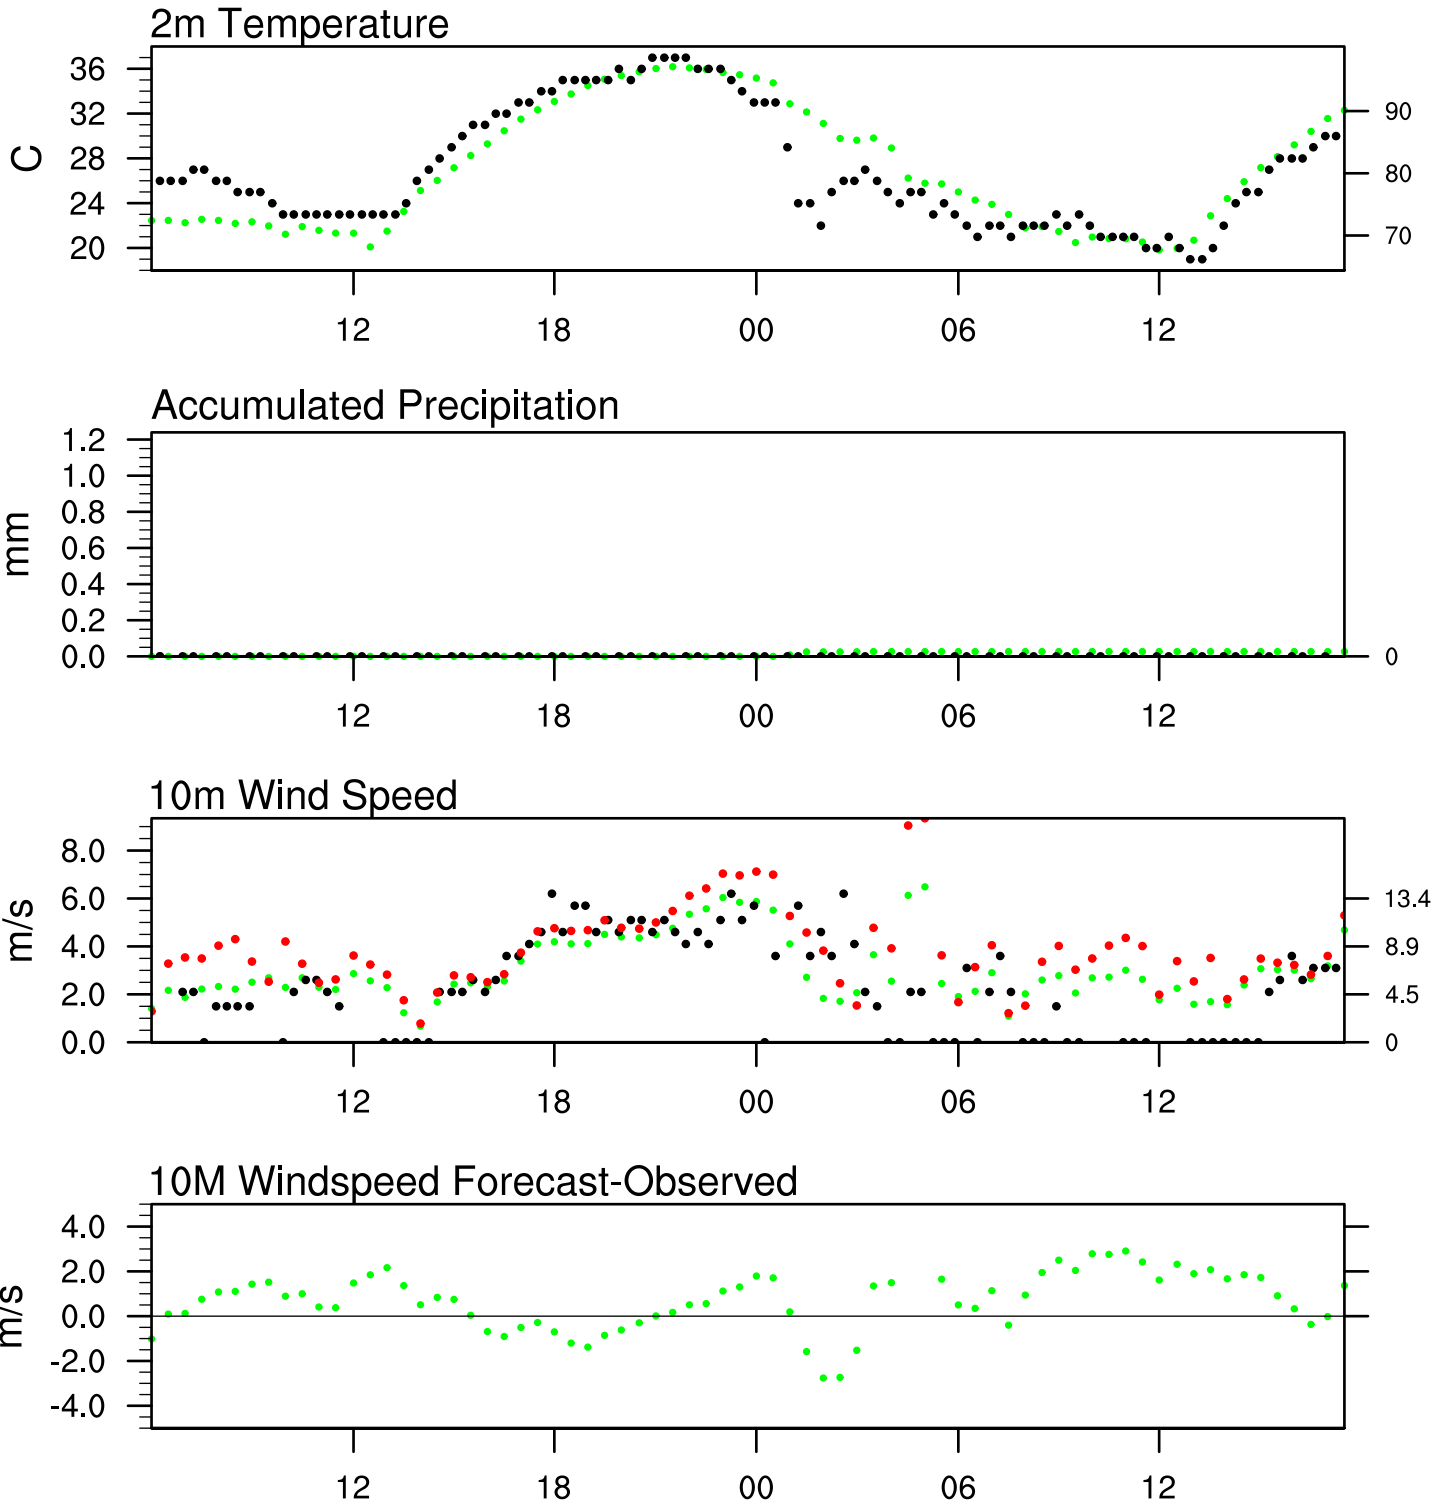 2m Temperature
36
32
28
24
20
C
90
80
70
12 18 00 06 12
Accumulated Precipitation
1.2
1.0
0.8
0.6
0.4
0.2
0.0
mm
0
12 18 00 06 12
10m Wind Speed
8.0
6.0
4.0
2.0
0.0
m/s
13.4
8.9
4.5
0
12 18 00 06 12
10M Windspeed Forecast-Observed
4.0
2.0
0.0
-2.0
-4.0
m/s
12 18 00 06 12